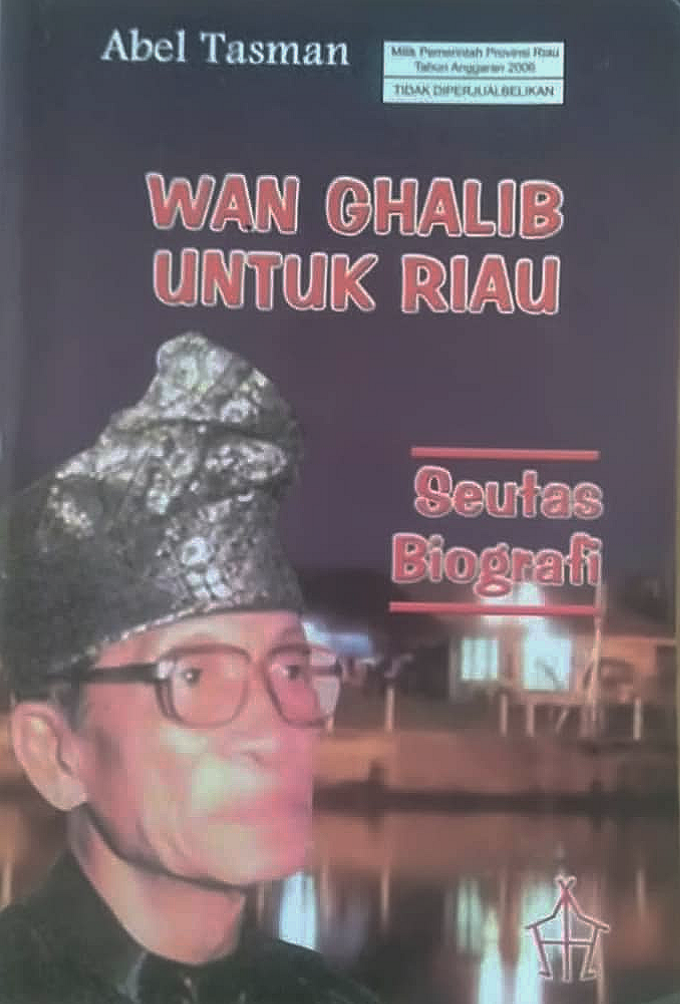 Abel Tasman
Milik Pemerintah Provinsi Riau
Tahun Anggaran 2006
TIDAK DIPERJUALBELIKAN
WAN GHALIB
UNTUK RIAU
Seutas
Biografi